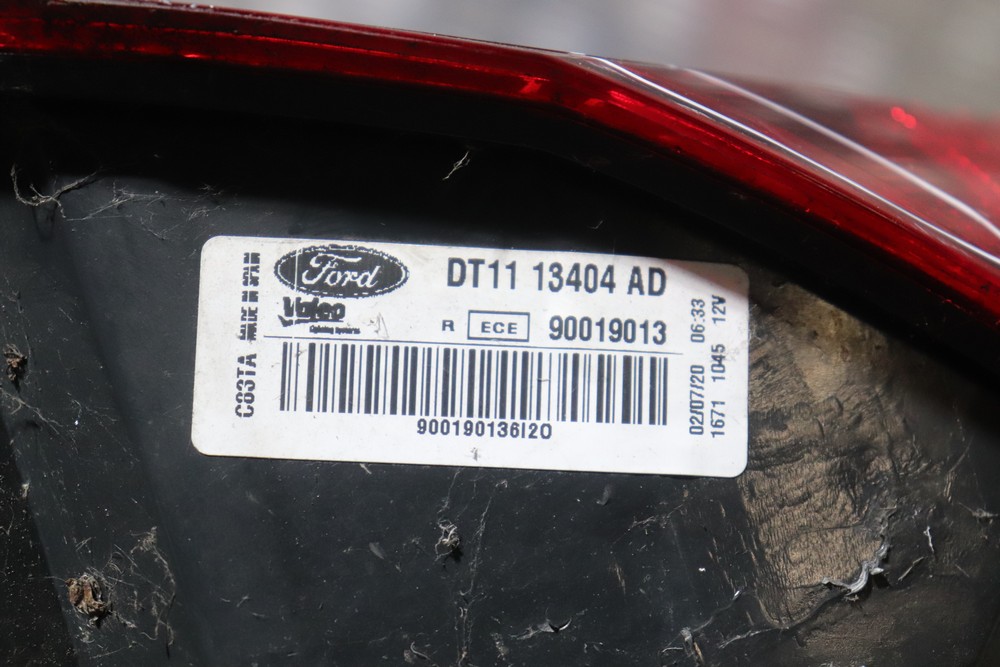 Ford
DT11 13404 AD
Valeo
R ECE 90019013
900190136I20
C83TA
MADE IN SPAIN
02/07/20 06:33
1671 1045 12V